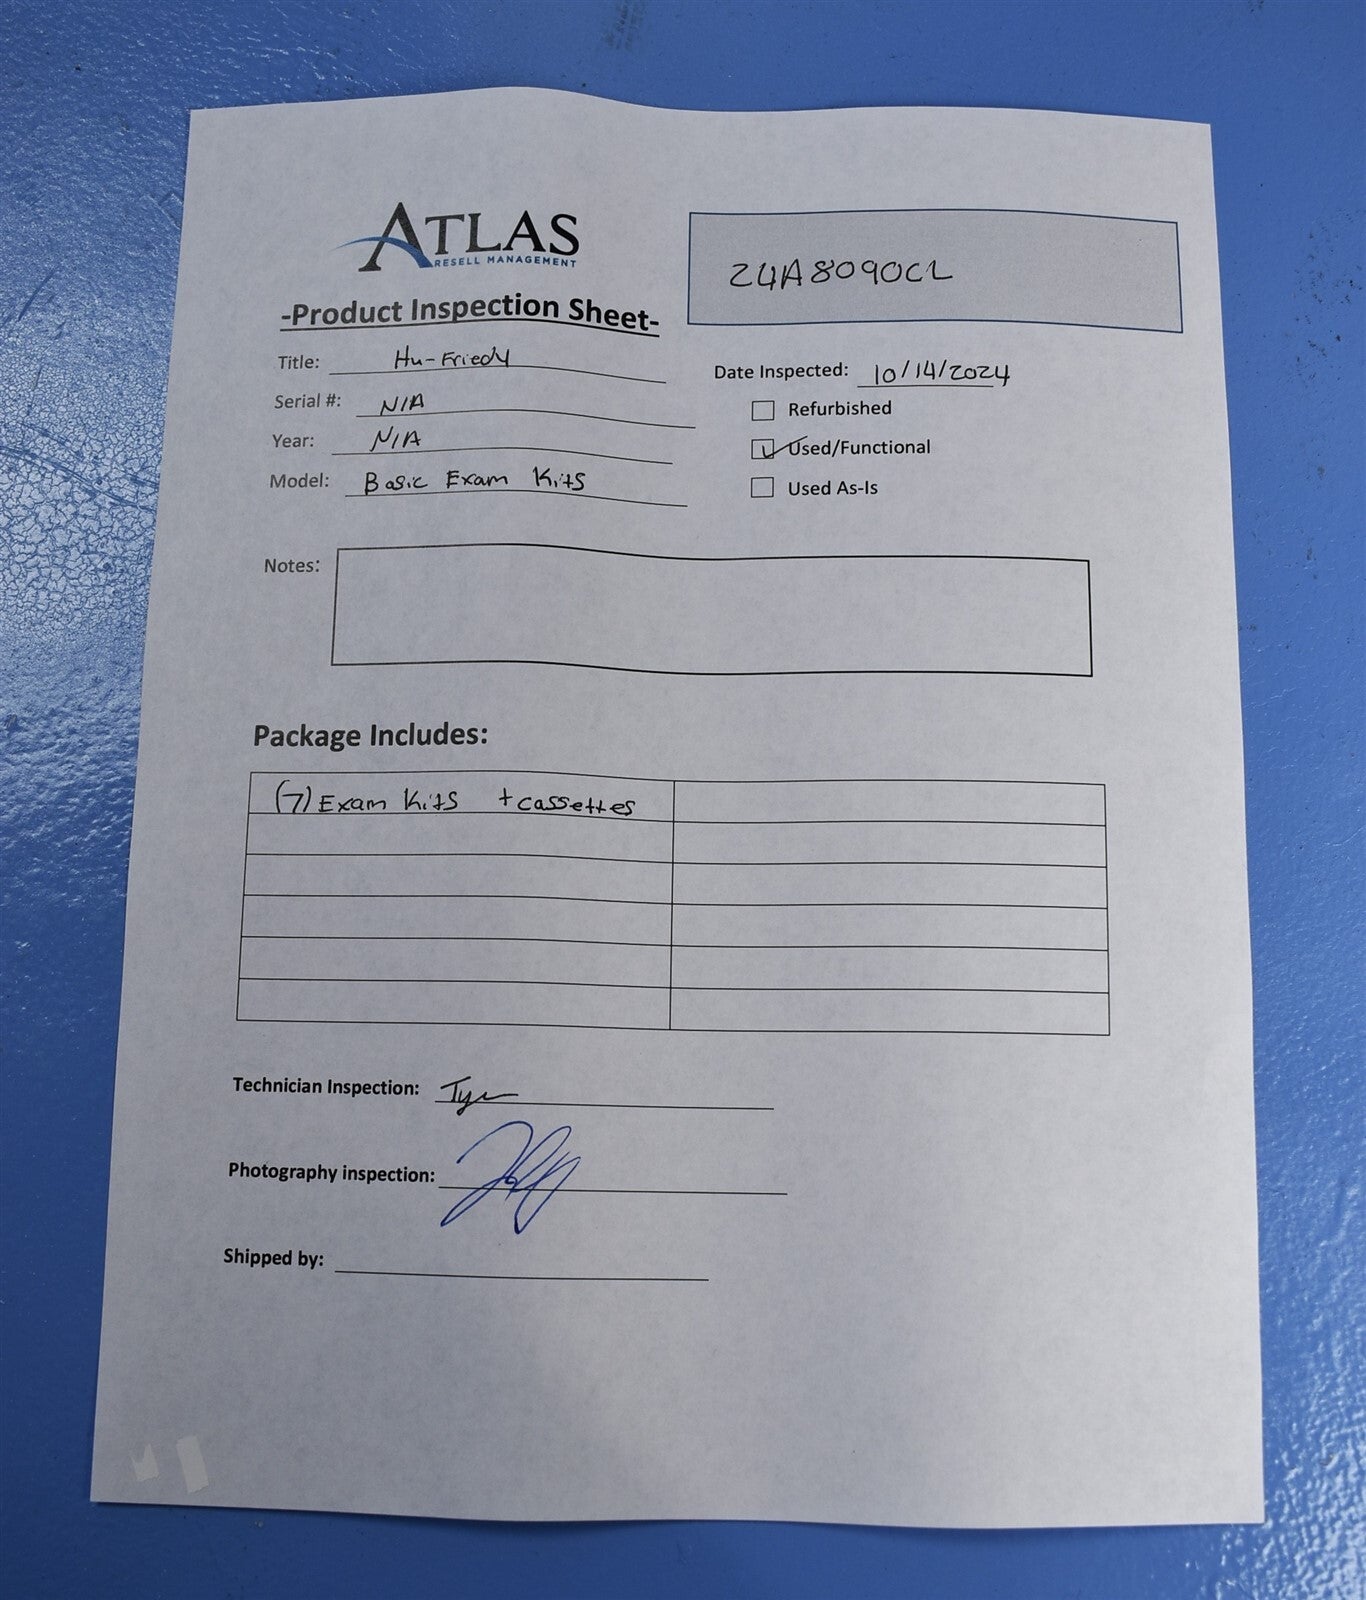 ATLAS
RESELL MANAGEMENT
24A8090CL
-Product Inspection Sheet-
Title: Hu-Friedy
Date Inspected: 10/14/2024
Serial #: N/A
Refurbished
Year: N/A
Used/Functional
Model: Basic Exam Kits
Used As-Is
Notes:
Package Includes:
(7) Exam Kits + cassettes
Technician Inspection:
Photography inspection:
Shipped by: